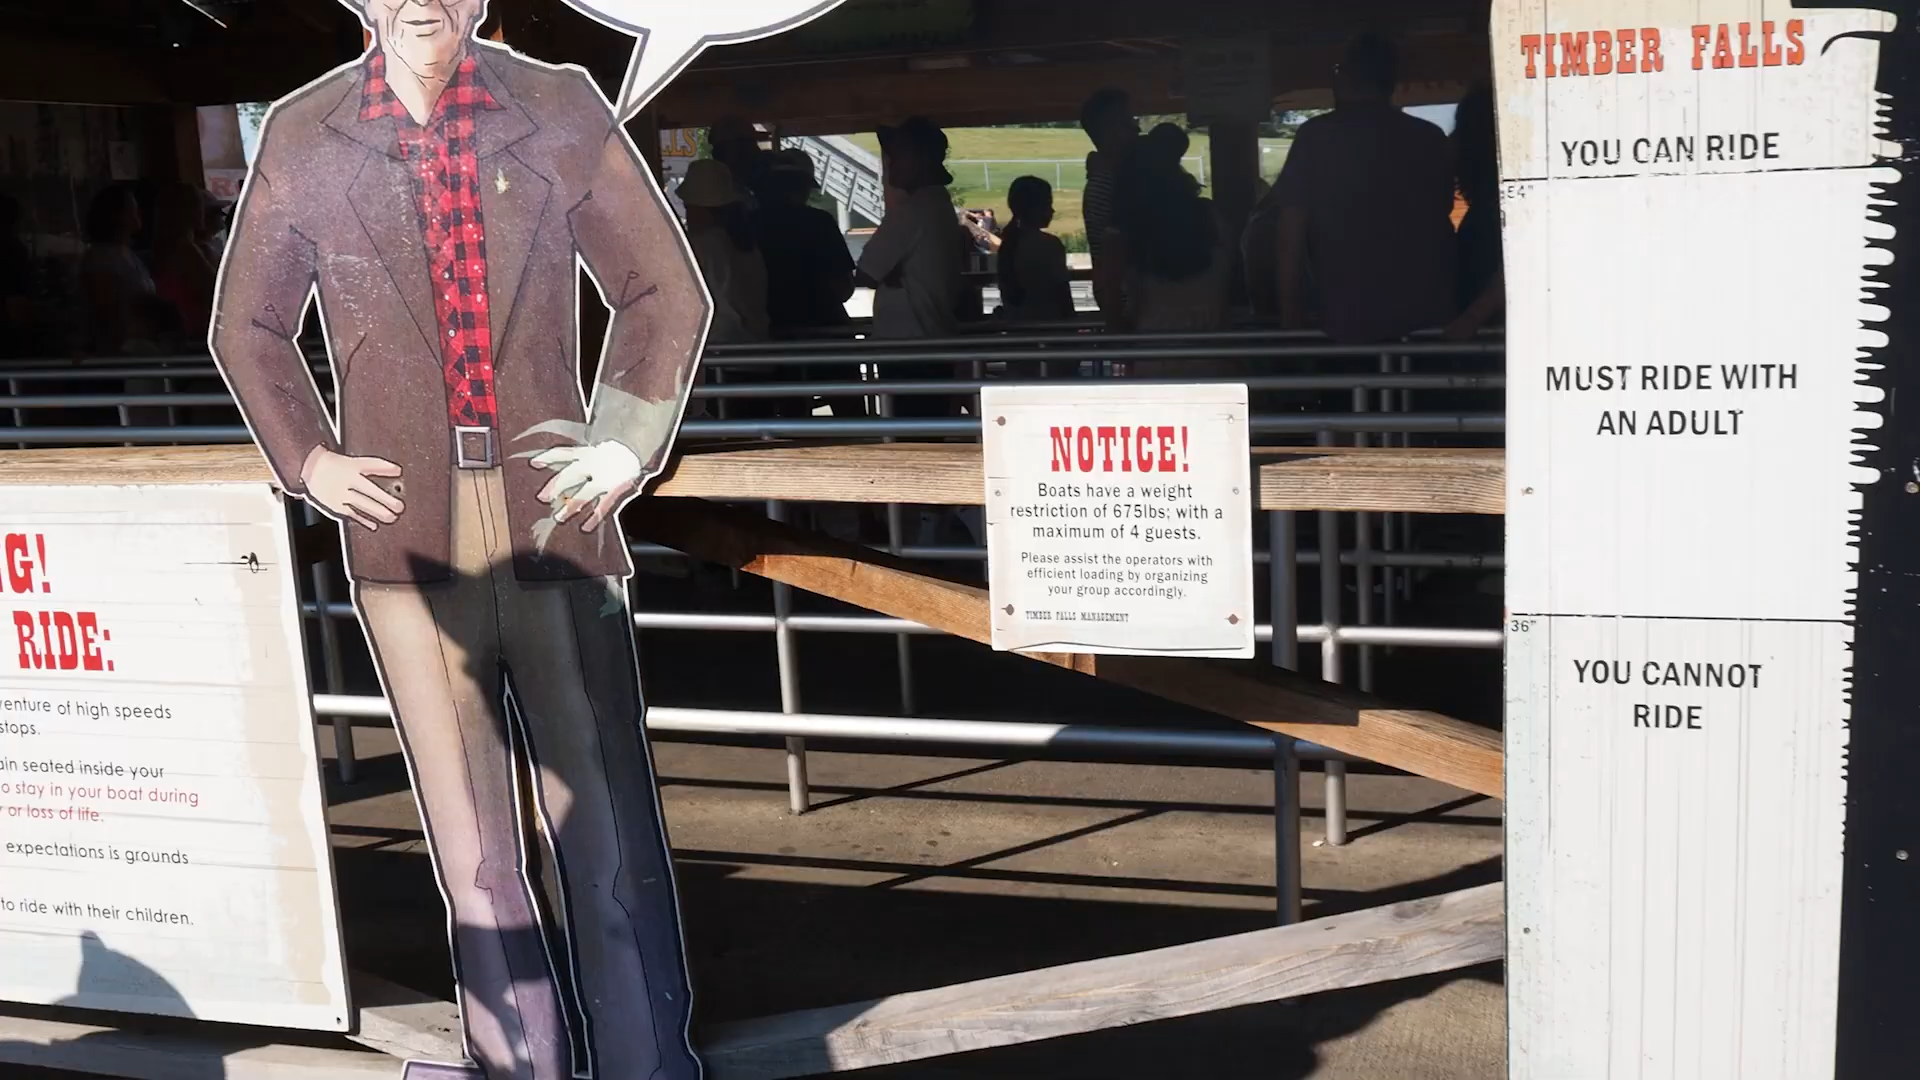 G!
RIDE:
venture of high speeds
stops.
ain seated inside your
o stay in your boat during
or loss of life.
expectations is grounds
to ride with their children.
LLS
NOTICE!
Boats have a weight
restriction of 675lbs; with a
maximum of 4 guests.
Please assist the operators with
efficient loading by organizing
your group accordingly.
TIMBER FALLS MANAGEMENT
TIMBER FALLS
YOU CAN RIDE
54"
MUST RIDE WITH
AN ADULT
36"
YOU CANNOT
RIDE